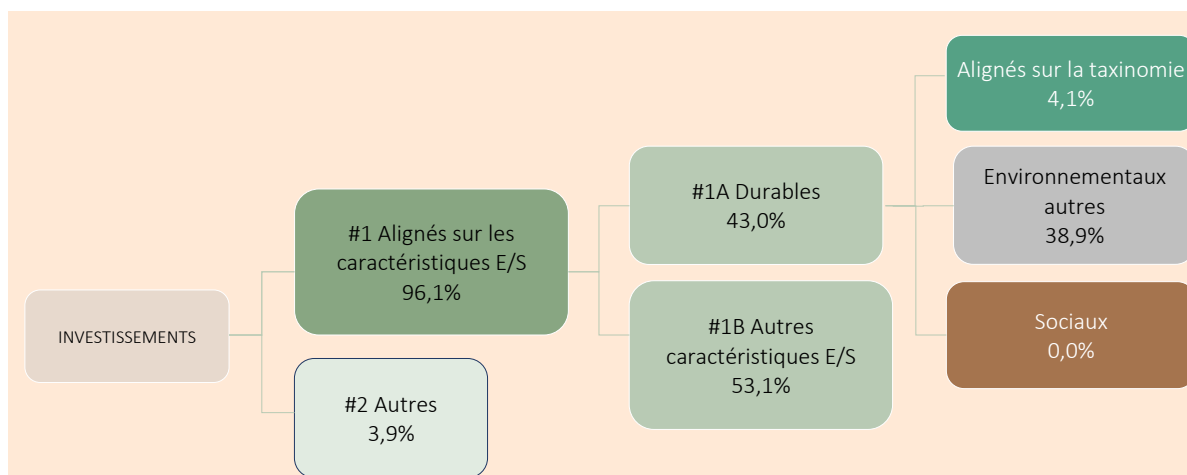 INVESTISSEMENTS
#1 Alignés sur les
caractéristiques E/S
96,1%
#2 Autres
3,9%
#1A Durables
43,0%
#1B Autres
caractéristiques E/S
53,1%
Alignés sur la taxinomie
4,1%
Environnementaux
autres
38,9%
Sociaux
0,0%